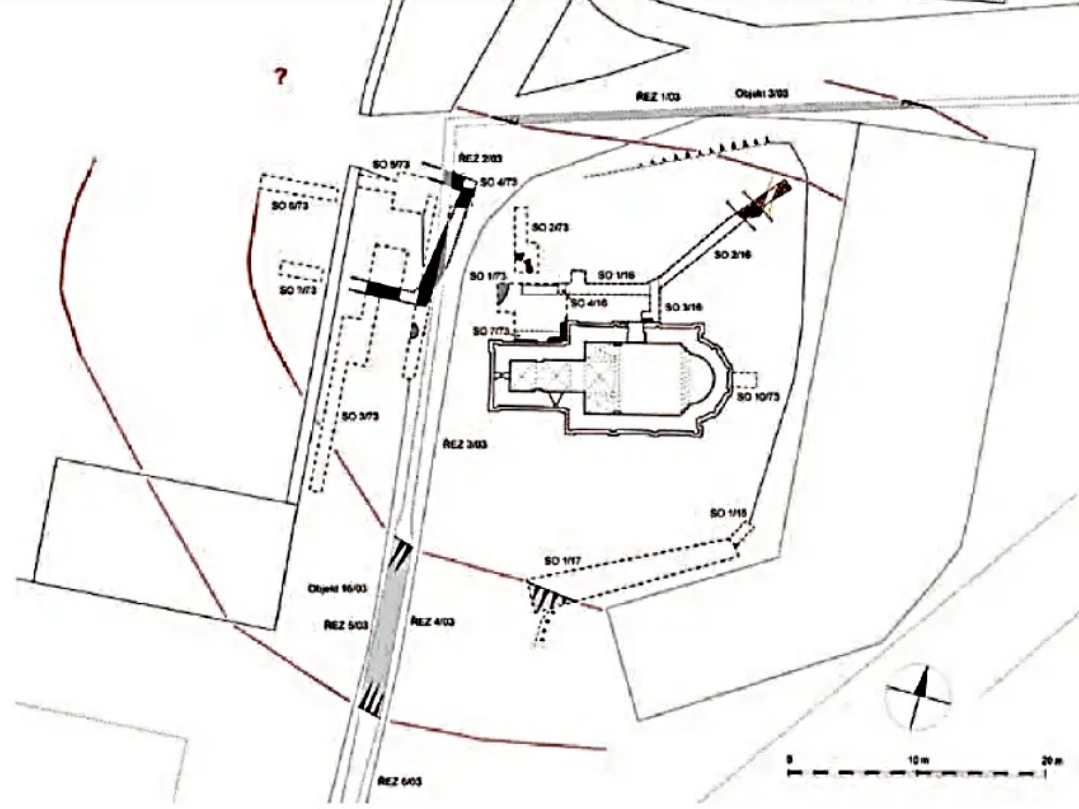 ?
ŘEZ 1/03
Objekt 3/03
SO 5/73
ŘEZ 2/03
SO 4/73
SO 6/73
SO 2/73
SO 2/16
SO 1/73
SO 1/16
SO 4/16
SO 3/16
SO 7/73
SO 10/73
SO 3/73
ŘEZ 3/03
SO 1/15
SO 1/17
Objekt 16/03
ŘEZ 5/03
ŘEZ 4/03
ŘEZ 6/03
0
10 m
20 m